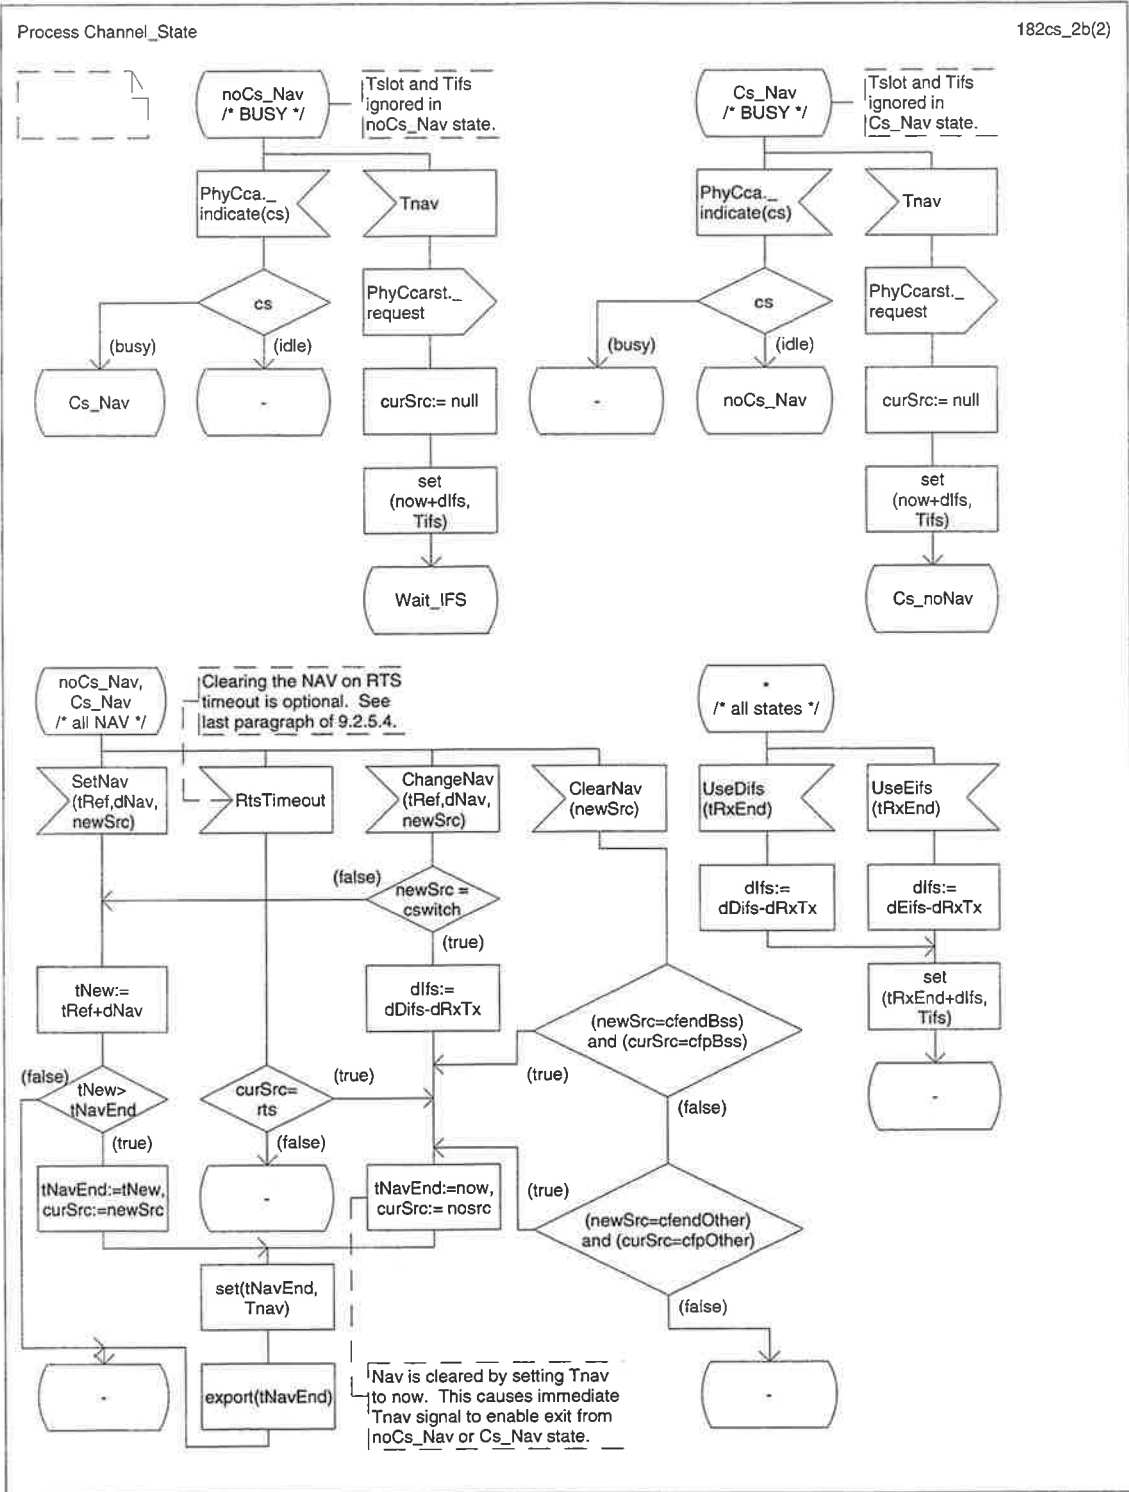 Process Channel_State
182cs_2b(2)
noCs_Nav
/* BUSY */
Tslot and Tifs
ignored in
noCs_Nav state.
PhyCca._
indicate(cs)
Tnav
cs
PhyCcarst._
request
(busy)
(idle)
Cs_Nav
-
curSrc:= null
set
(now+dIfs,
Tifs)
Wait_IFS
Cs_Nav
/* BUSY */
Tslot and Tifs
ignored in
Cs_Nav state.
PhyCca._
indicate(cs)
Tnav
cs
PhyCcarst._
request
(busy)
(idle)
-
noCs_Nav
curSrc:= null
set
(now+dIfs,
Tifs)
Cs_noNav
noCs_Nav,
Cs_Nav
/* all NAV */
Clearing the NAV on RTS
timeout is optional. See
last paragraph of 9.2.5.4.
SetNav
(tRef,dNav,
newSrc)
RtsTimeout
ChangeNav
(tRef,dNav,
newSrc)
ClearNav
(newSrc)
(false)
newSrc =
cswitch
(true)
tNew:=
tRef+dNav
dIfs:=
dDifs-dRxTx
(newSrc=cfendBss)
and (curSrc=cfpBss)
(true)
(false)
(false)
tNew>
tNavEnd
(true)
curSrc=
rts
(true)
(false)
tNavEnd:=tNew,
curSrc:=newSrc
-
tNavEnd:=now,
curSrc:= nosrc
(true)
(newSrc=cfendOther)
and (curSrc=cfpOther)
(false)
set(tNavEnd,
Tnav)
-
export(tNavEnd)
Nav is cleared by setting Tnav
to now. This causes immediate
Tnav signal to enable exit from
noCs_Nav or Cs_Nav state.
-
*
/* all states */
UseDifs
(tRxEnd)
UseEifs
(tRxEnd)
dIfs:=
dDifs-dRxTx
dIfs:=
dEifs-dRxTx
set
(tRxEnd+dIfs,
Tifs)
-